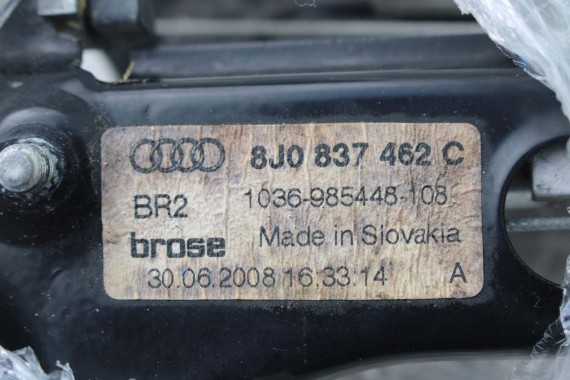 8J0 837 462 C
BR2 1036-985448-108
brose Made in Slovakia
30.06.2008 16.33.14 A